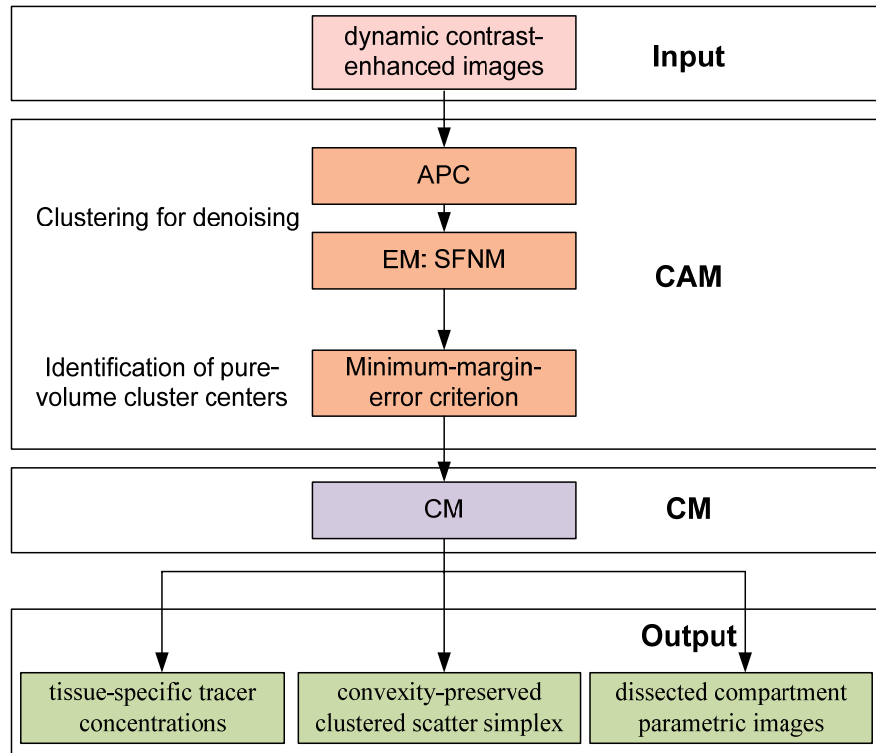 dynamic contrast-
enhanced images
Input
APC
Clustering for denoising
EM: SFNM
CAM
Identification of pure-
volume cluster centers
Minimum-margin-
error criterion
CM
CM
Output
tissue-specific tracer
concentrations
convexity-preserved
clustered scatter simplex
dissected compartment
parametric images